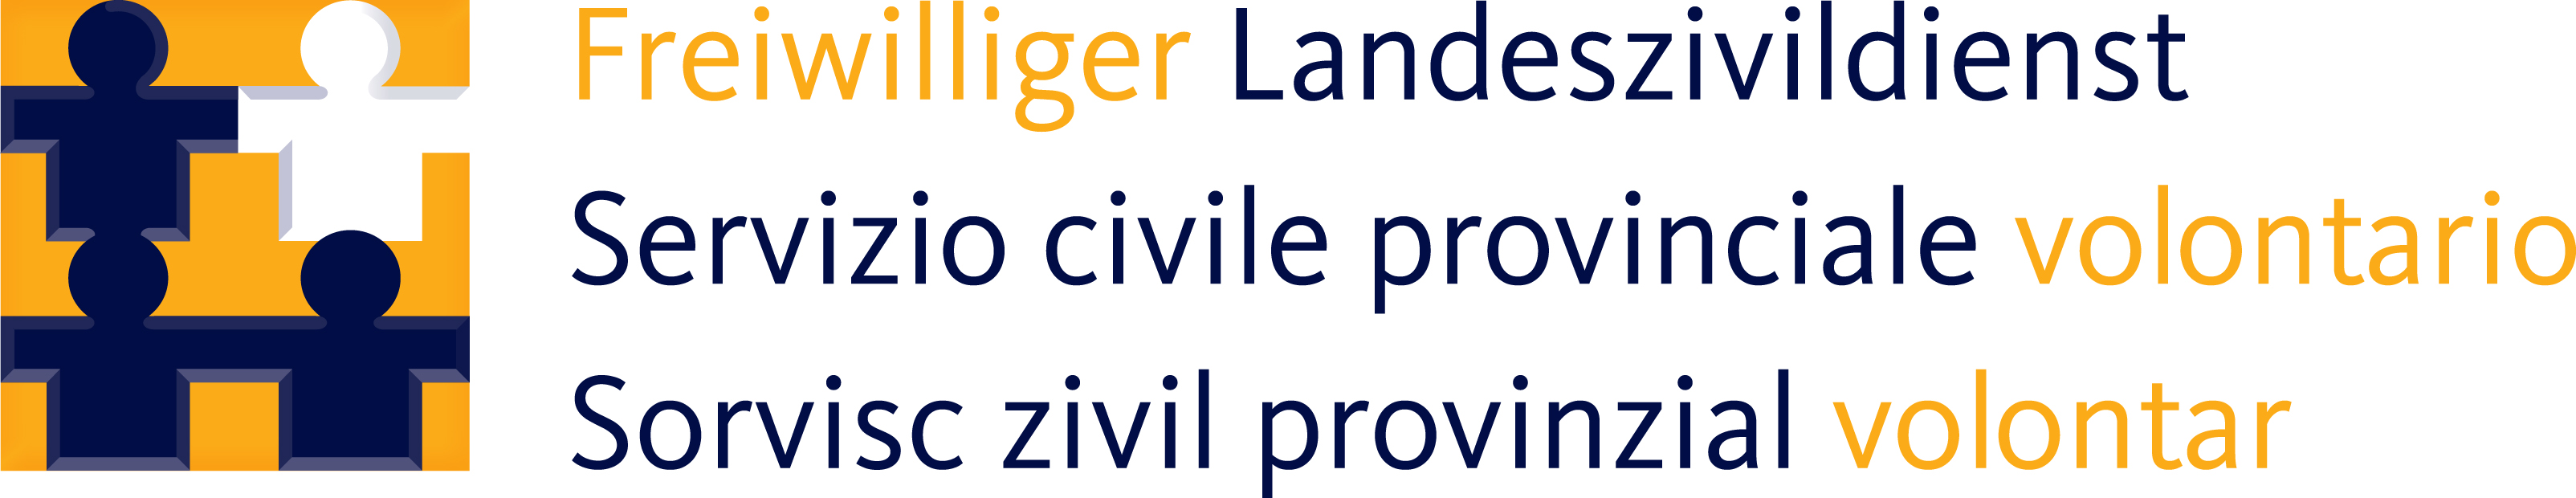 Freiwilliger Landeszivildienst
Servizio civile provinciale volontario
Sorvisc zivil provinzial volontar